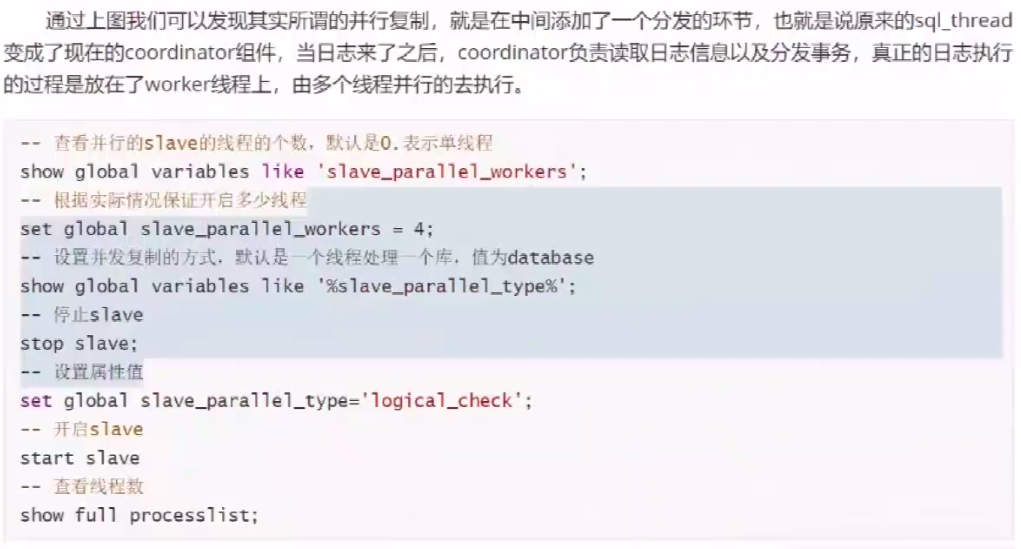 通过上图我们可以发现其实所谓的并行复制，就是在中间添加了一个分发的环节，也就是说原来的sql_thread
变成了现在的coordinator组件，当日志来了之后，coordinator负责读取日志信息以及分发事务，真正的日志执行
的过程是放在了worker线程上，由多个线程并行的去执行。
-- 查看并行的slave的线程的个数，默认是0.表示单线程
show global variables like 'slave_parallel_workers';
-- 根据实际情况保证开启多少线程
set global slave_parallel_workers = 4;
-- 设置并发复制的方式，默认是一个线程处理一个库，值为database
show global variables like '%slave_parallel_type%';
-- 停止slave
stop slave;
-- 设置属性值
set global slave_parallel_type='logical_check';
-- 开启slave
start slave
-- 查看线程数
show full processlist;